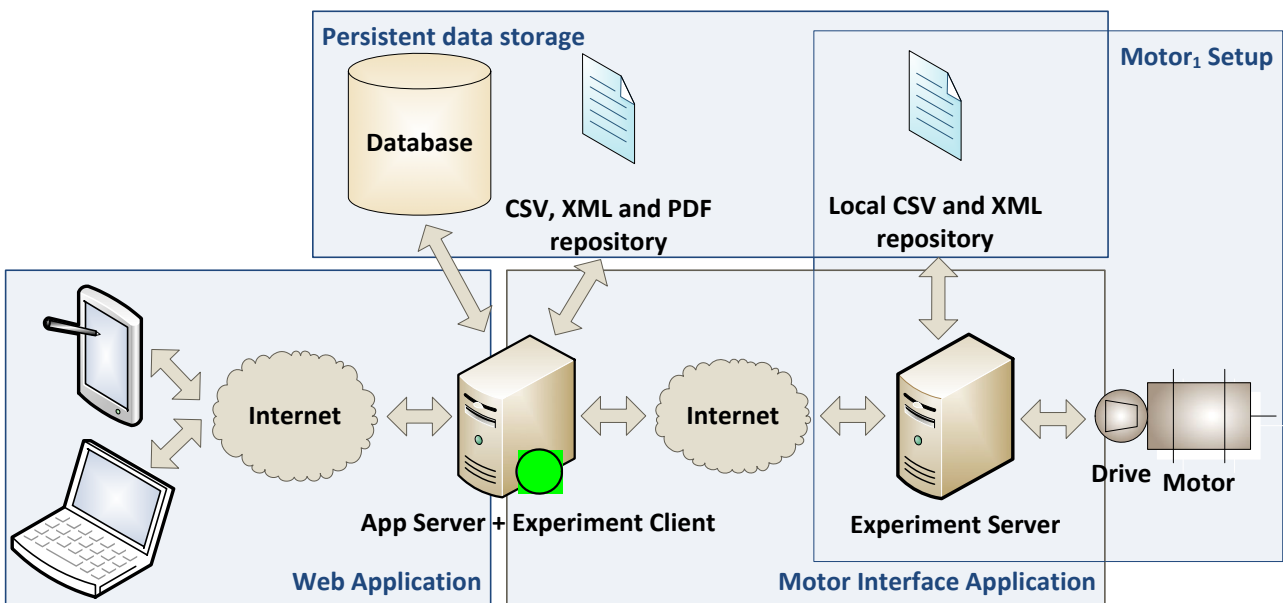 Persistent data storage
Motor₁ Setup
Database
CSV, XML and PDF
repository
Local CSV and XML
repository
Internet
Internet
Drive
Motor
App Server + Experiment Client
Experiment Server
Web Application
Motor Interface Application